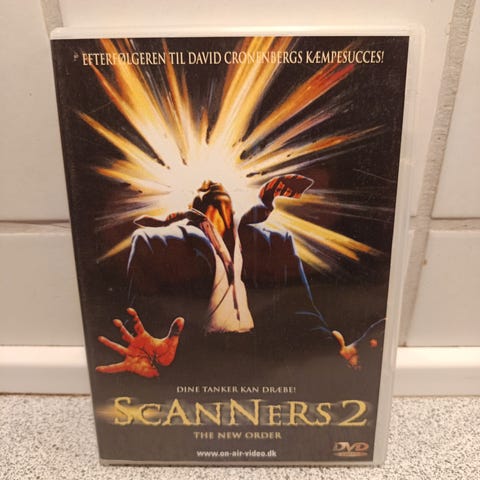 EFTERFØLGEREN TIL DAVID CRONENBERGS KÆMPESUCCES!
DINE TANKER KAN DRÆBE!
SCANNERS 2
THE NEW ORDER
DVD
www.on-air-video.dk